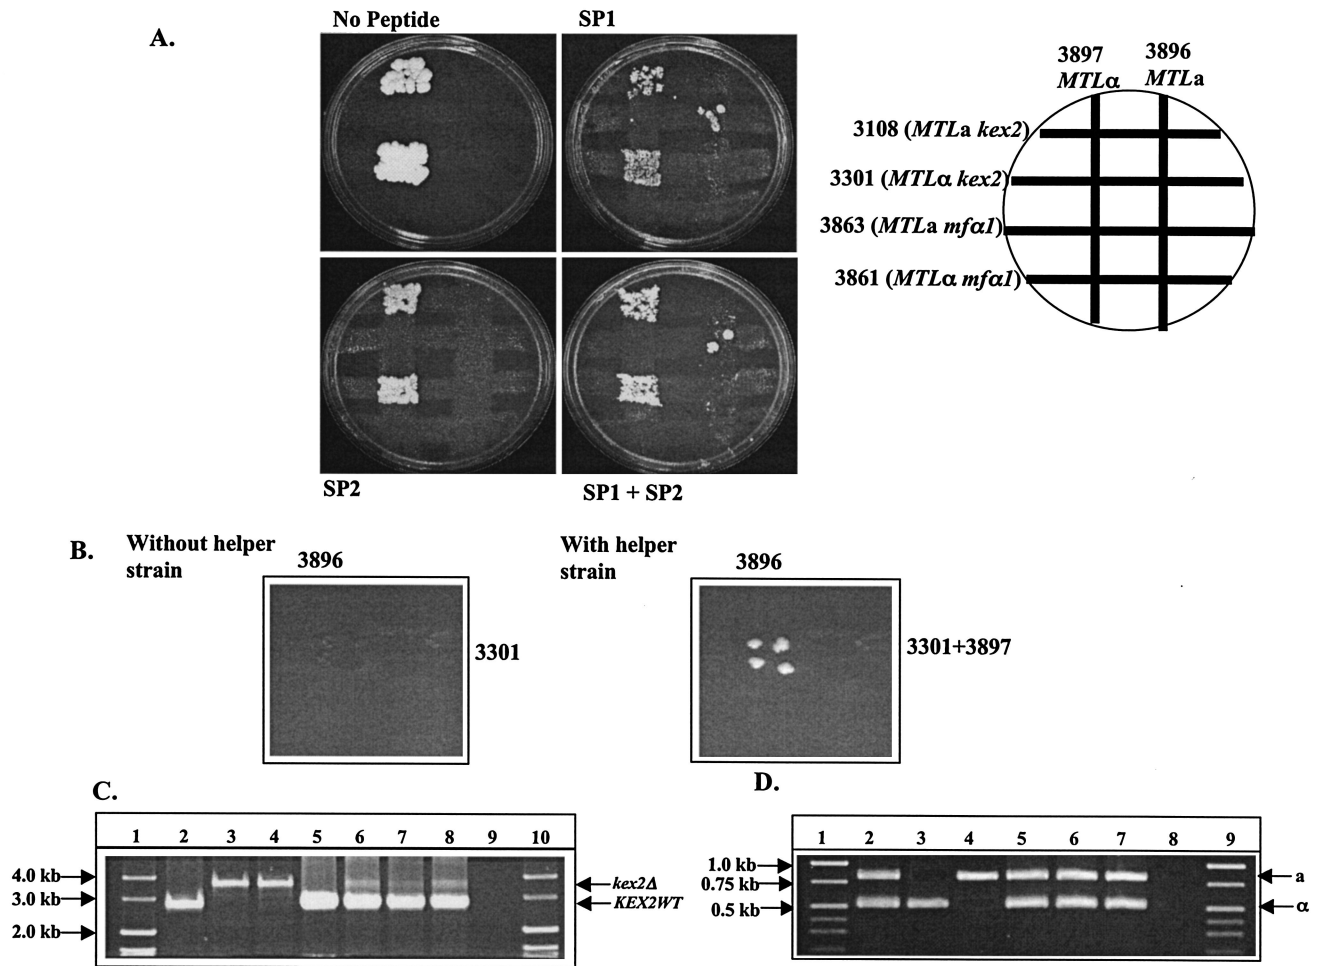 A.
No Peptide
SP1
SP2
SP1 + SP2
3897
MTLα
3896
MTLa
3108 (MTLa kex2)
3301 (MTLα kex2)
3863 (MTLa mfα1)
3861 (MTLα mfα1)
B.
Without helper
strain
3896
3301
With helper
strain
3896
3301+3897
C.
1 2 3 4 5 6 7 8 9 10
4.0 kb
3.0 kb
2.0 kb
kex2Δ
KEX2WT
D.
1 2 3 4 5 6 7 8 9
1.0 kb
0.75 kb
0.5 kb
a
α